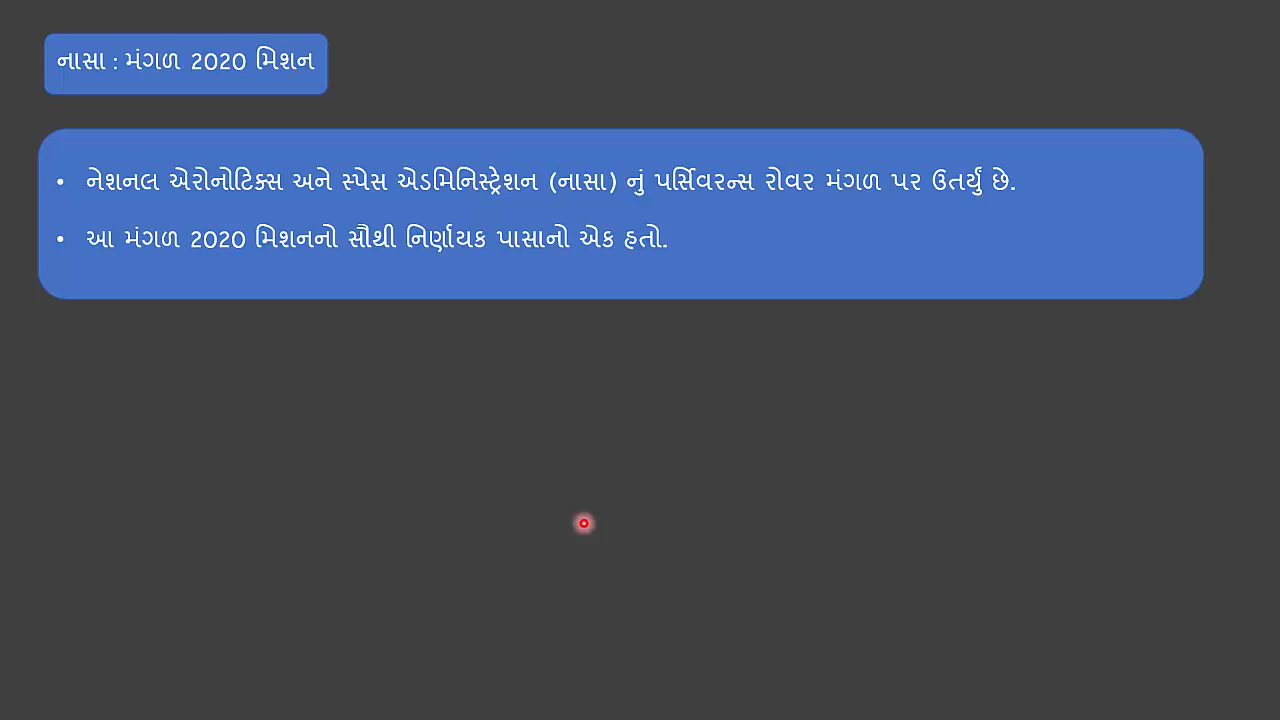 નાસા : મંગળ 2020 મિશન
• નેશનલ એરોનોટિક્સ અને સ્પેસ એડમિનિસ્ટ્રેશન (નાસા) નું પર્સિવરન્સ રોવર મંગળ પર ઉતર્યું છે.
• આ મંગળ 2020 મિશનનો સૌથી નિર્ણાયક પાસાનો એક હતો.